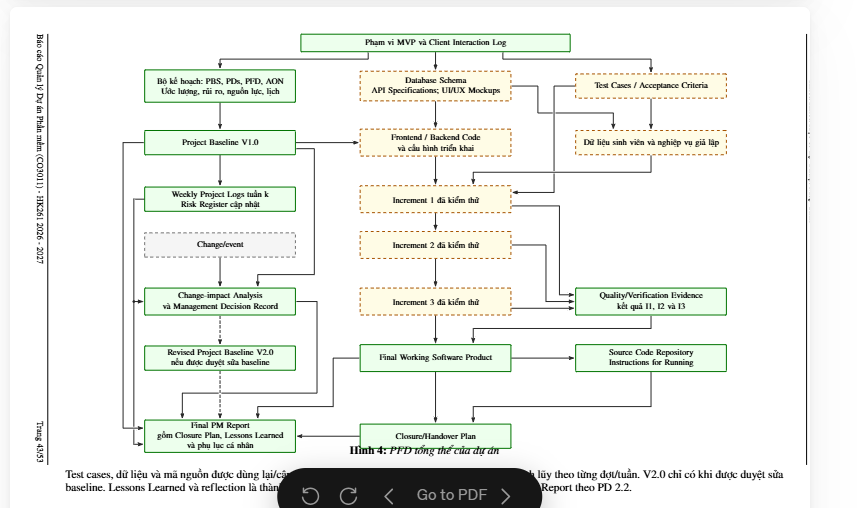 Báo cáo Quản lý Dự án Phần mềm (CO3011) - HK261 2026 - 2027
Phạm vi MVP và Client Interaction Log
Bộ kế hoạch: PBS, PDs, PFD, AON
Ước lượng, rủi ro, nguồn lực, lịch
Database Schema
API Specifications; UI/UX Mockups
Test Cases / Acceptance Criteria
Project Baseline V1.0
Frontend / Backend Code
và cấu hình triển khai
Dữ liệu sinh viên và nghiệp vụ giả lập
Weekly Project Logs tuần k
Risk Register cập nhật
Increment 1 đã kiểm thử
Change/event
Increment 2 đã kiểm thử
Change-impact Analysis
và Management Decision Record
Increment 3 đã kiểm thử
Quality/Verification Evidence
kết quả I1, I2 và I3
Revised Project Baseline V2.0
nếu được duyệt sửa baseline
Final Working Software Product
Source Code Repository
Instructions for Running
Final PM Report
gồm Closure Plan, Lessons Learned
và phụ lục cá nhân
Closure/Handover Plan
Hình 4: PFD tổng thể của dự án
Trang 43/53
Test cases, dữ liệu và mã nguồn được dùng lại/ lũy theo từng đợt/tuần. V2.0 chỉ có khi được duyệt sửa
baseline. Lessons Learned và reflection là Report theo PD 2.2.
Go to PDF